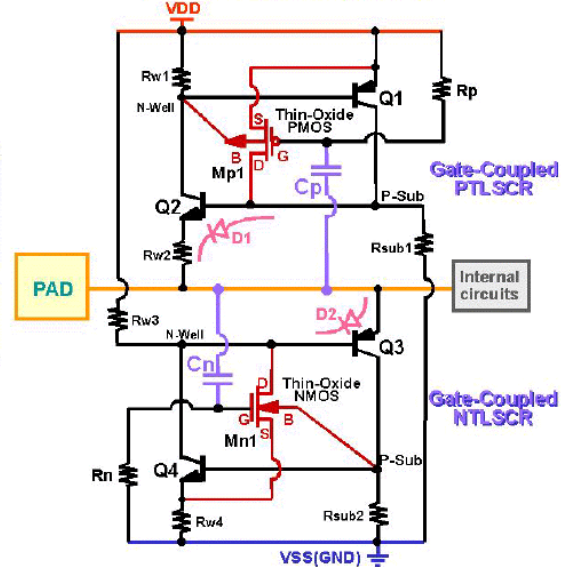 VDD
Rw1
Q1
Rp
N-Well
Thin-Oxide
PMOS
S
B
D
G
Mp1
Cp
Gate-Coupled
PTLSCR
P-Sub
Q2
D1
Rsub1
Rw2
PAD
Internal
circuits
D2
Rw3
N-Well
Q3
Cn
D
Thin-Oxide
NMOS
G
B
S
Mn1
Gate-Coupled
NTLSCR
P-Sub
Rn
Q4
Rw4
Rsub2
VSS(GND)